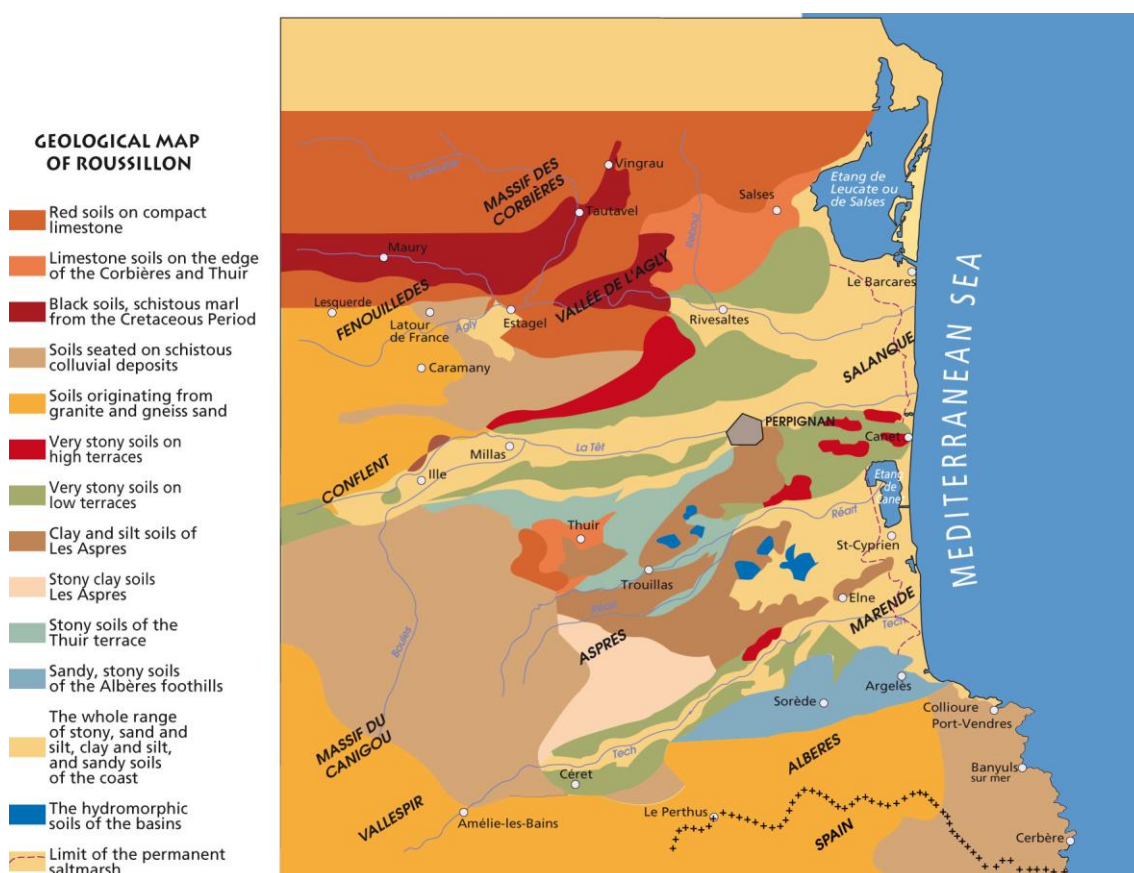 GEOLOGICAL MAP
OF ROUSSILLON
Red soils on compact
limestone
Limestone soils on the edge
of the Corbières and Thuir
Black soils, schistous marl
from the Cretaceous Period
Soils seated on schistous
colluvial deposits
Soils originating from
granite and gneiss sand
Very stony soils on
high terraces
Very stony soils on
low terraces
Clay and silt soils of
Les Aspres
Stony clay soils
Les Aspres
Stony soils of the
Thuir terrace
Sandy, stony soils
of the Albères foothills
The whole range
of stony, sand and
silt, clay and silt,
and sandy soils
of the coast
The hydromorphic
soils of the basins
Limit of the permanent
saltmarsh
Vingrau
MASSIF DES
CORBIÈRES
Salses
Etang de
Leucate ou
de Salses
Tautavel
Maury
Roboul
VALLÉE DE L'AGLY
Le Barcares
Lesquerde
FENOUILLEDES
Latour
de France
Agly
Estagel
Rivesaltes
SALANQUE
Caramany
MEDITERRANEAN SEA
PERPIGNAN
Canet
Millas
La Têt
CONFLENT
Ille
Etang
de
Cane
Réart
Thuir
St-Cyprien
Trouillas
Elne
MARENDE
Réart
Tech
Boulès
ASPRES
Argelès
Sorède
Collioure
Port-Vendres
MASSIF DU
CANIGOU
Tech
ALBERES
Céret
Banyuls
sur mer
VALLESPIR
Amélie-les-Bains
Le Perthus
SPAIN
Cerbère